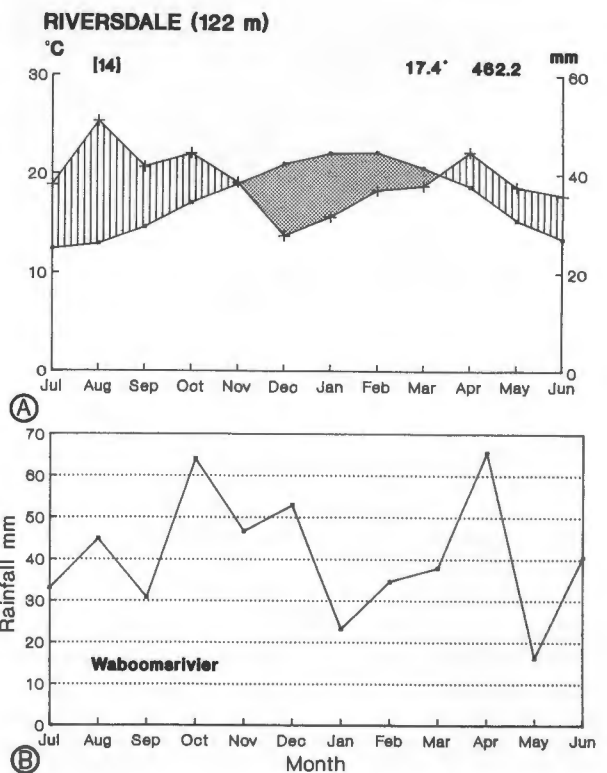 RIVERSDALE (122 m)
°C [14] 17.4° 462.2 mm
30 60
20 40
10 20
0 0
Jul Aug Sep Oct Nov Dec Jan Feb Mar Apr May Jun
A
70
60
50
40
30
20
10
0
Rainfall mm
Waboomsrivier
Jul Aug Sep Oct Nov Dec Jan Feb Mar Apr May Jun
B
Month